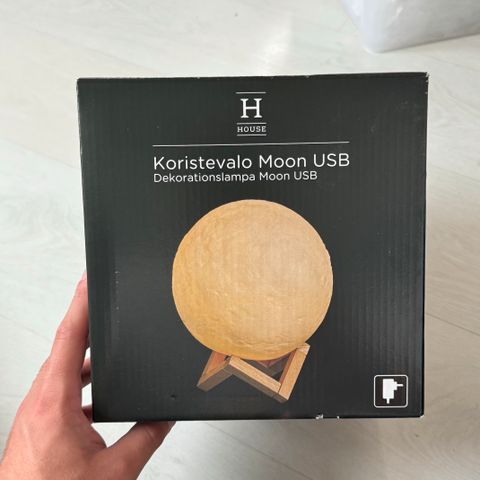 H
HOUSE
Koristevalo Moon USB
Dekorationslampa Moon USB